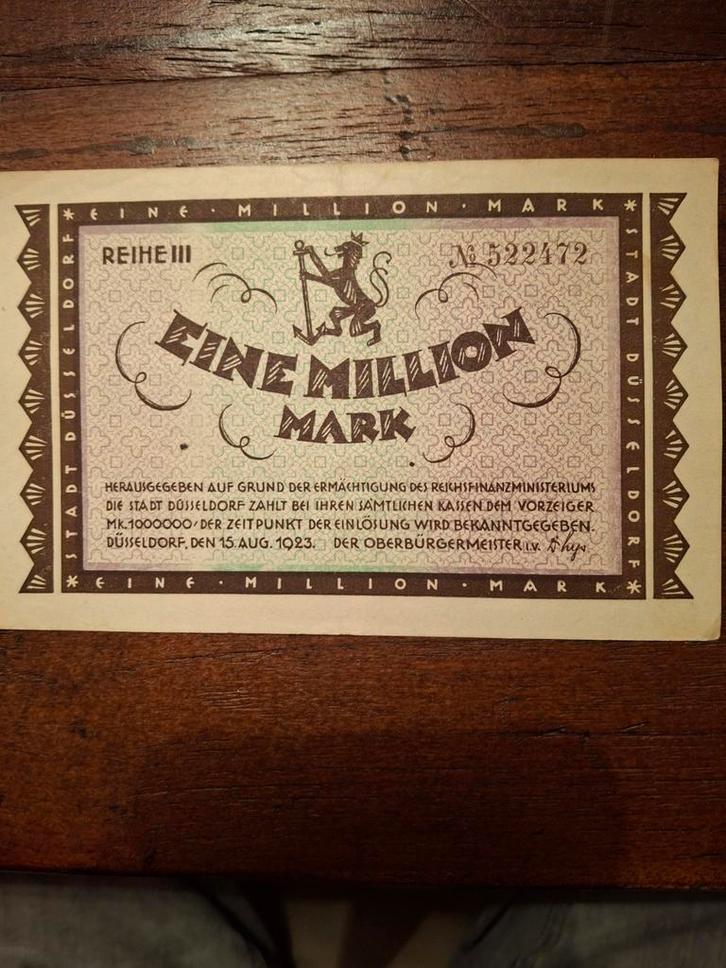 * EINE · MILLION · MARK *
STADT DÜSSELDORF
STADT DÜSSELDORF
REIHE III
№ 522472
EINE MILLION
MARK
HERAUSGEGEBEN AUF GRUND DER ERMÄCHTIGUNG DES REICHSFINANZMINISTERIUMS
DIE STADT DÜSSELDORF ZAHLT BEI IHREN SÄMTLICHEN KASSEN DEM VORZEIGER
MK. 1000000/ DER ZEITPUNKT DER EINLÖSUNG WIRD BEKANNTGEGEBEN.
DÜSSELDORF, DEN 15. AUG. 1923. DER OBERBÜRGERMEISTER I.V.
* EINE · MILLION · MARK *